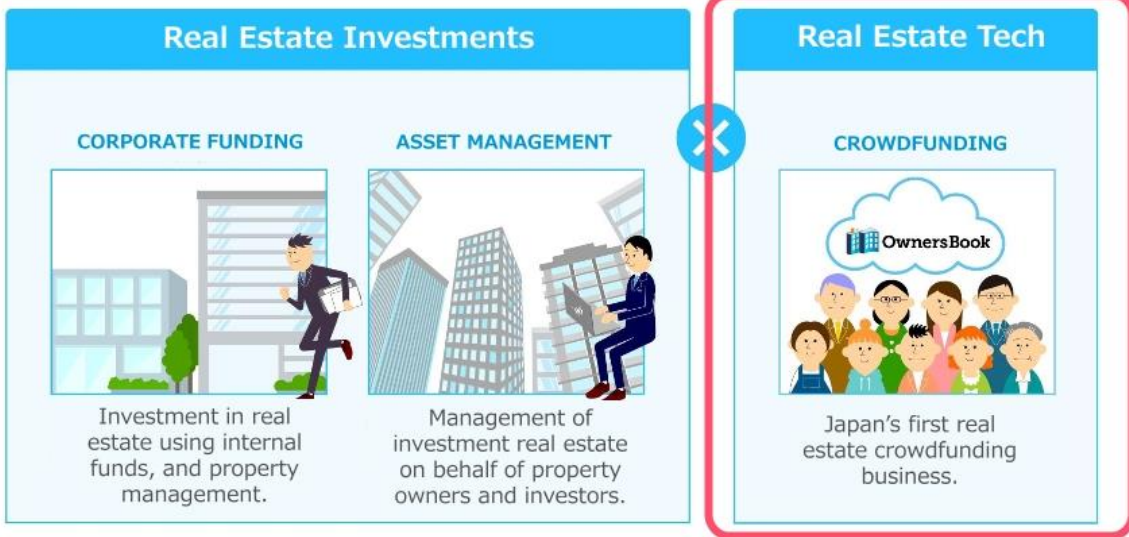 Real Estate Investments
CORPORATE FUNDING
Investment in real
estate using internal
funds, and property
management.
ASSET MANAGEMENT
Management of
investment real estate
on behalf of property
owners and investors.
Real Estate Tech
CROWDFUNDING
OwnersBook
Japan's first real
estate crowdfunding
business.